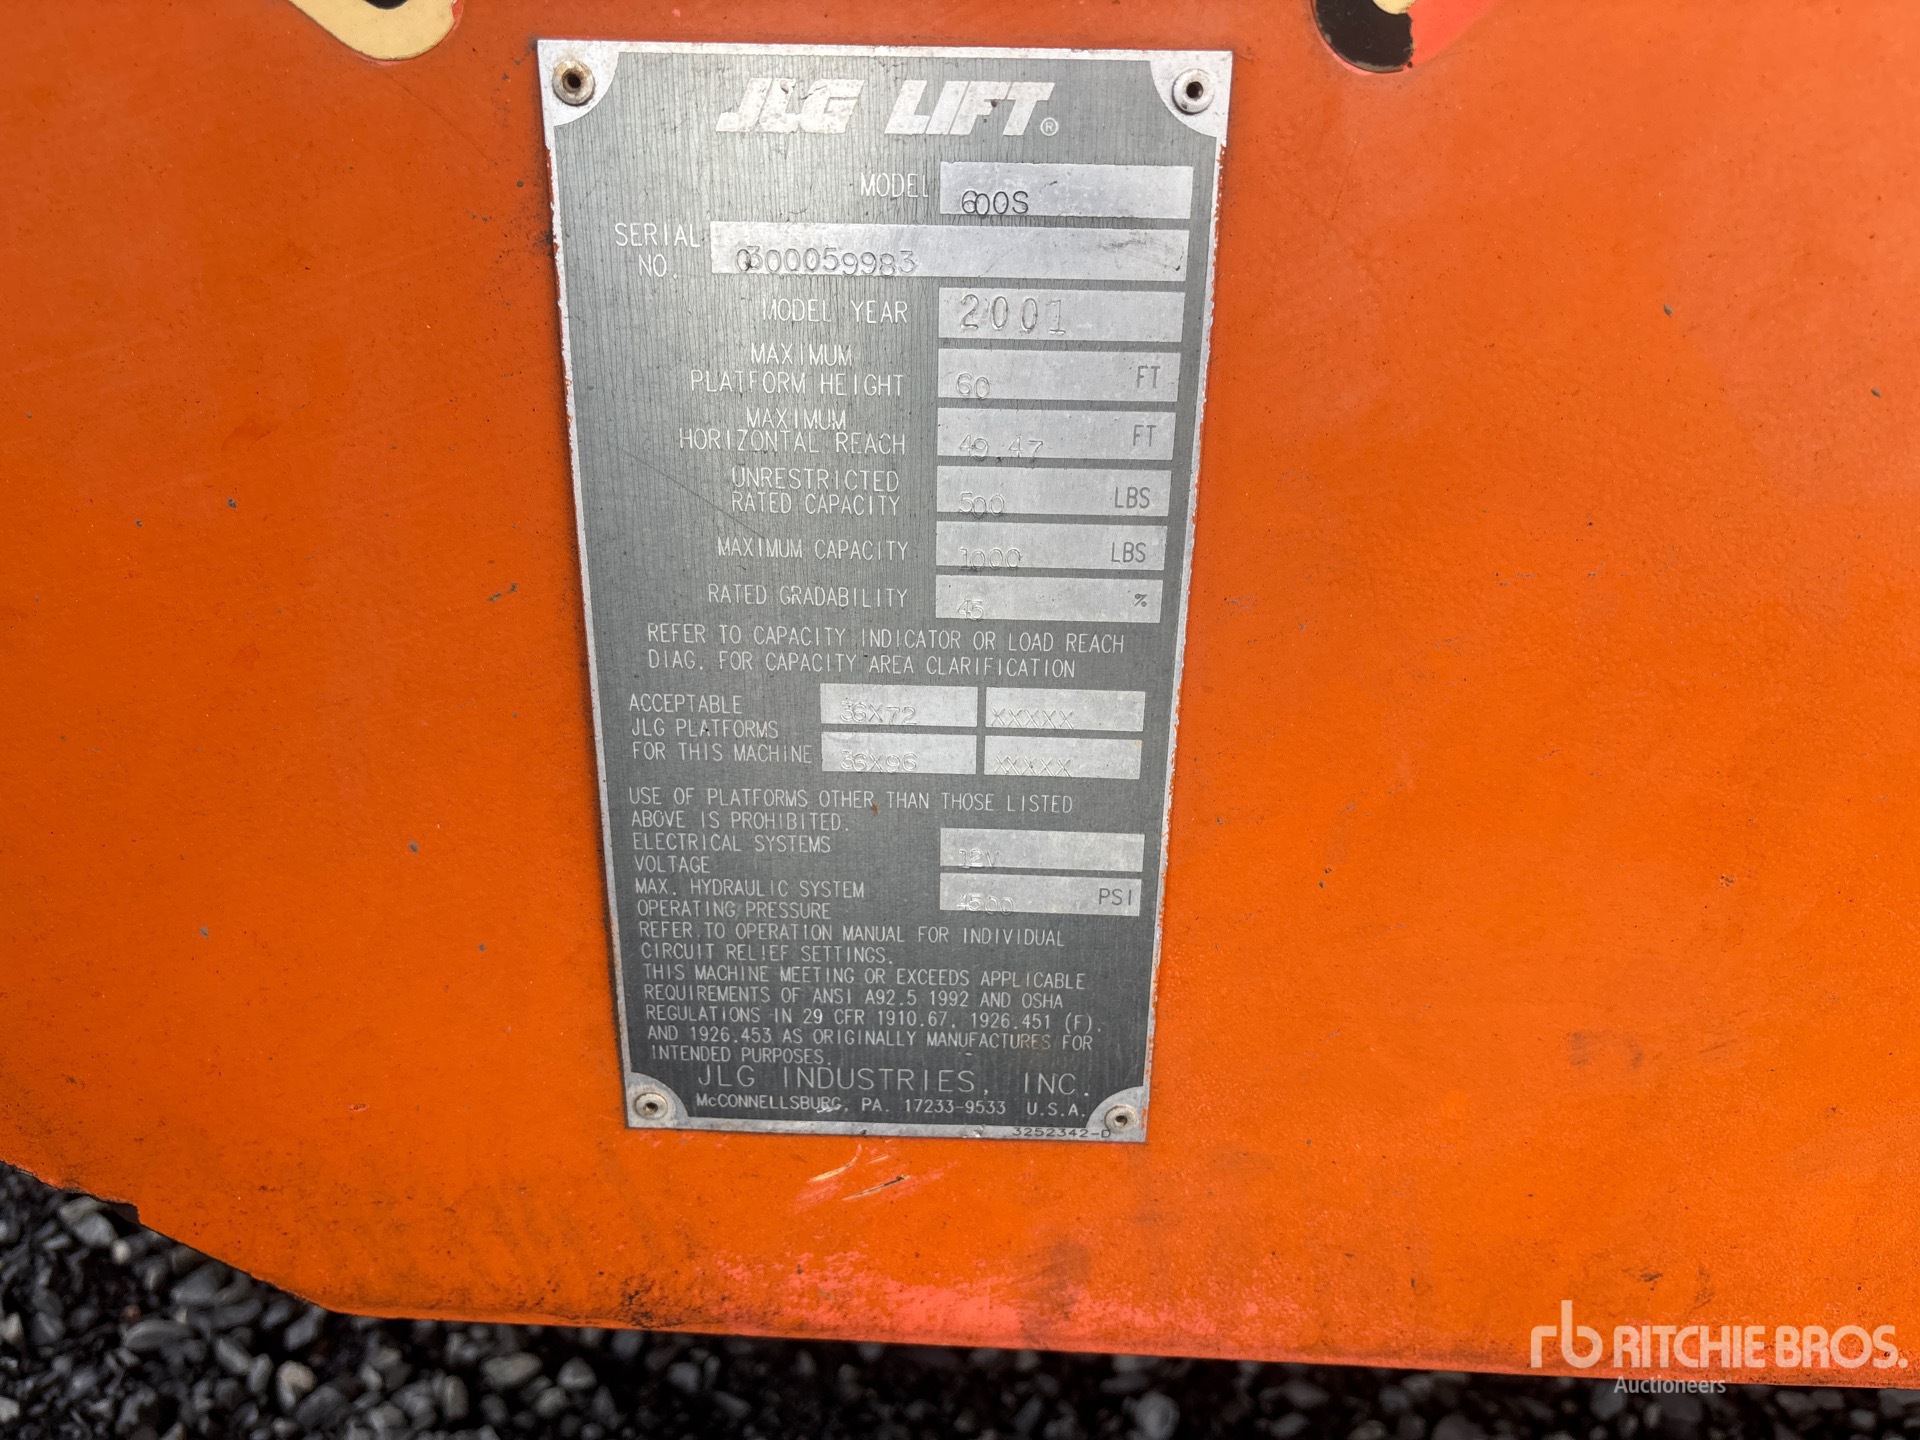 JLG LIFT®
MODEL 600S
SERIAL NO. 0300059983
MODEL YEAR 2001
MAXIMUM
PLATFORM HEIGHT 60 FT
MAXIMUM
HORIZONTAL REACH 49.47 FT
UNRESTRICTED
RATED CAPACITY 500 LBS
MAXIMUM CAPACITY 1000 LBS
RATED GRADABILITY 45 %
REFER TO CAPACITY INDICATOR OR LOAD REACH
DIAG. FOR CAPACITY AREA CLARIFICATION
ACCEPTABLE
JLG PLATFORMS
FOR THIS MACHINE
36X72 XXXXX
36X96 XXXXX
USE OF PLATFORMS OTHER THAN THOSE LISTED
ABOVE IS PROHIBITED.
ELECTRICAL SYSTEMS
VOLTAGE 12V
MAX. HYDRAULIC SYSTEM
OPERATING PRESSURE 4500 PSI
REFER TO OPERATION MANUAL FOR INDIVIDUAL
CIRCUIT RELIEF SETTINGS.
THIS MACHINE MEETING OR EXCEEDS APPLICABLE
REQUIREMENTS OF ANSI A92.5 1992 AND OSHA
REGULATIONS IN 29 CFR 1910.67, 1926.451 (F),
AND 1926.453 AS ORIGINALLY MANUFACTURES FOR
INTENDED PURPOSES.
JLG INDUSTRIES, INC.
McCONNELLSBURG, PA. 17233-9533 U.S.A.
3252342-D
rb RITCHIE BROS.
Auctioneers